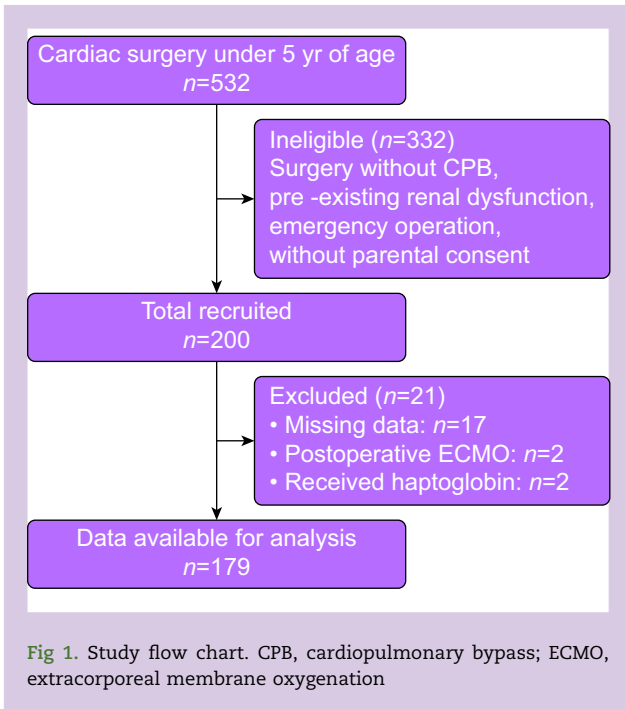 Cardiac surgery under 5 yr of age
n=532
Ineligible (n=332)
Surgery without CPB,
pre -existing renal dysfunction,
emergency operation,
without parental consent
Total recruited
n=200
Excluded (n=21)
• Missing data: n=17
• Postoperative ECMO: n=2
• Received haptoglobin: n=2
Data available for analysis
n=179
Fig 1. Study flow chart. CPB, cardiopulmonary bypass; ECMO,
extracorporeal membrane oxygenation